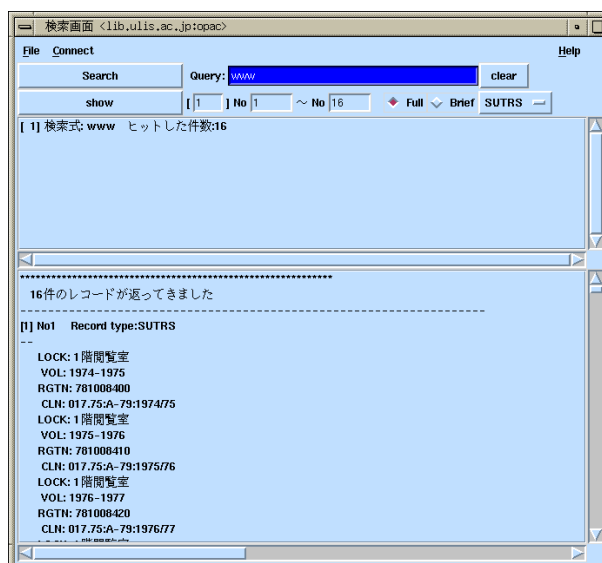 検索画面 <lib.ulis.ac.jp:opac>
File Connect Help
Search Query: www clear
show [ 1 ] No 1 ～ No 16 Full Brief SUTRS
[ 1] 検索式: www ヒットした件数:16
************************************************************
16件のレコードが返ってきました
--------------------------------------------------------------------------------
[1] No1 Record type:SUTRS
--
LOCK: 1階閲覧室
VOL: 1974-1975
RGTN: 781008400
CLN: 017.75:A-79:1974/75
LOCK: 1階閲覧室
VOL: 1975-1976
RGTN: 781008410
CLN: 017.75:A-79:1975/76
LOCK: 1階閲覧室
VOL: 1976-1977
RGTN: 781008420
CLN: 017.75:A-79:1976/77